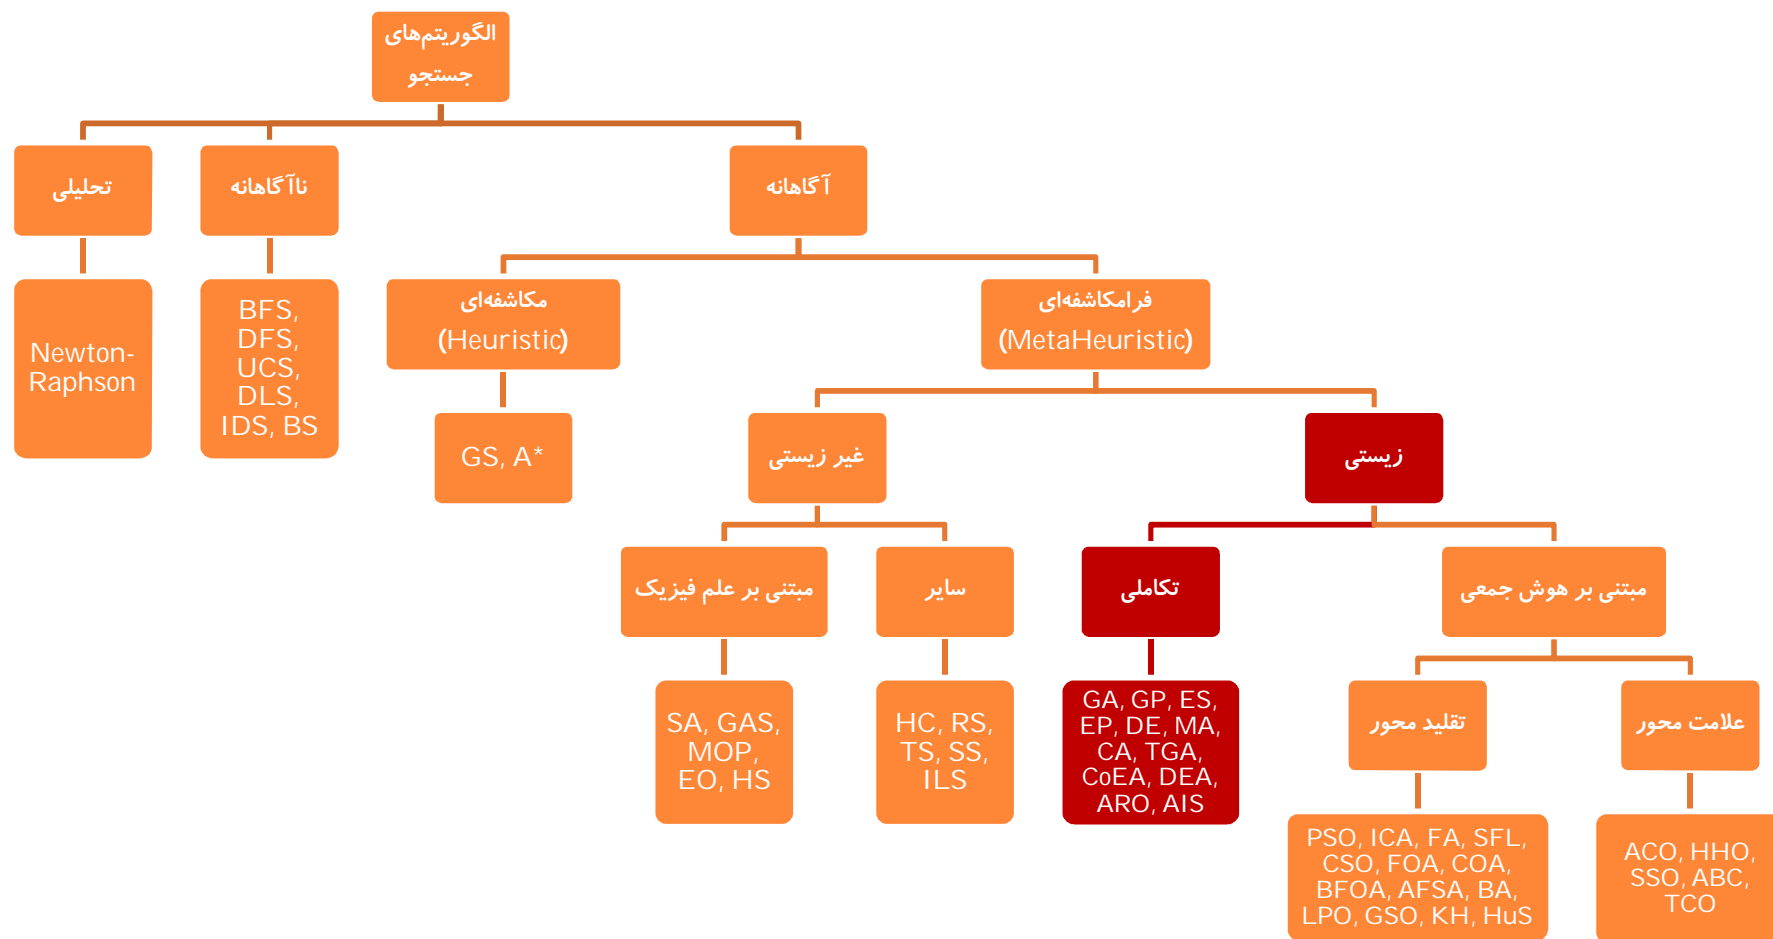 الگوریتم‌های
جستجو
تحلیلی
ناآگاهانه
آگاهانه
Newton-
Raphson
BFS,
DFS,
UCS,
DLS,
IDS, BS
مکاشفه‌ای
(Heuristic)
فرامکاشفه‌ای
(MetaHeuristic)
GS, A*
غیر زیستی
زیستی
مبتنی بر علم فیزیک
سایر
تکاملی
مبتنی بر هوش جمعی
SA, GAS,
MOP,
EO, HS
HC, RS,
TS, SS,
ILS
GA, GP, ES,
EP, DE, MA,
CA, TGA,
CoEA, DEA,
ARO, AIS
تقلید محور
علامت محور
PSO, ICA, FA, SFL,
CSO, FOA, COA,
BFOA, AFSA, BA,
LPO, GSO, KH, HuS
ACO, HHO,
SSO, ABC,
TCO